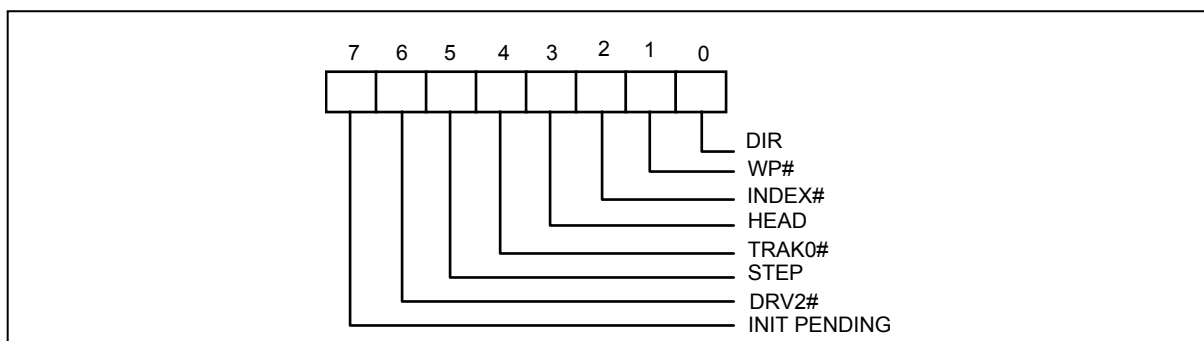 7 6 5 4 3 2 1 0
DIR
WP#
INDEX#
HEAD
TRAK0#
STEP
DRV2#
INIT PENDING